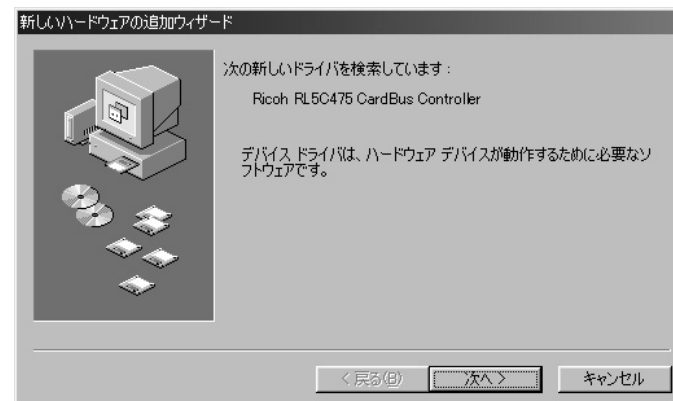 新しいハードウェアの追加ウィザード
次の新しいドライバを検索しています：
Ricoh RL5C475 CardBus Controller
デバイス ドライバは、ハードウェア デバイスが動作するために必要なソ
フトウェアです。
< 戻る(B)
次へ >
キャンセル